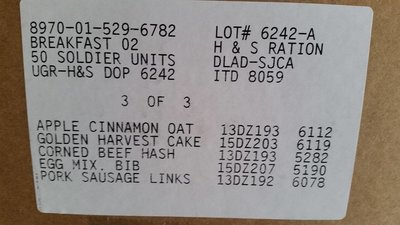 8970-01-529-6782 LOT# 6242-A
BREAKFAST 02 H & S RATION
50 SOLDIER UNITS DLAD-SJCA
UGR-H&S DOP 6242 ITD 8059
3 OF 3
APPLE CINNAMON OAT 13DZ193 6112
GOLDEN HARVEST CAKE 15DZ203 6119
CORNED BEEF HASH 13DZ193 5282
EGG MIX, BIB 15DZ207 5190
PORK SAUSAGE LINKS 13DZ192 6078